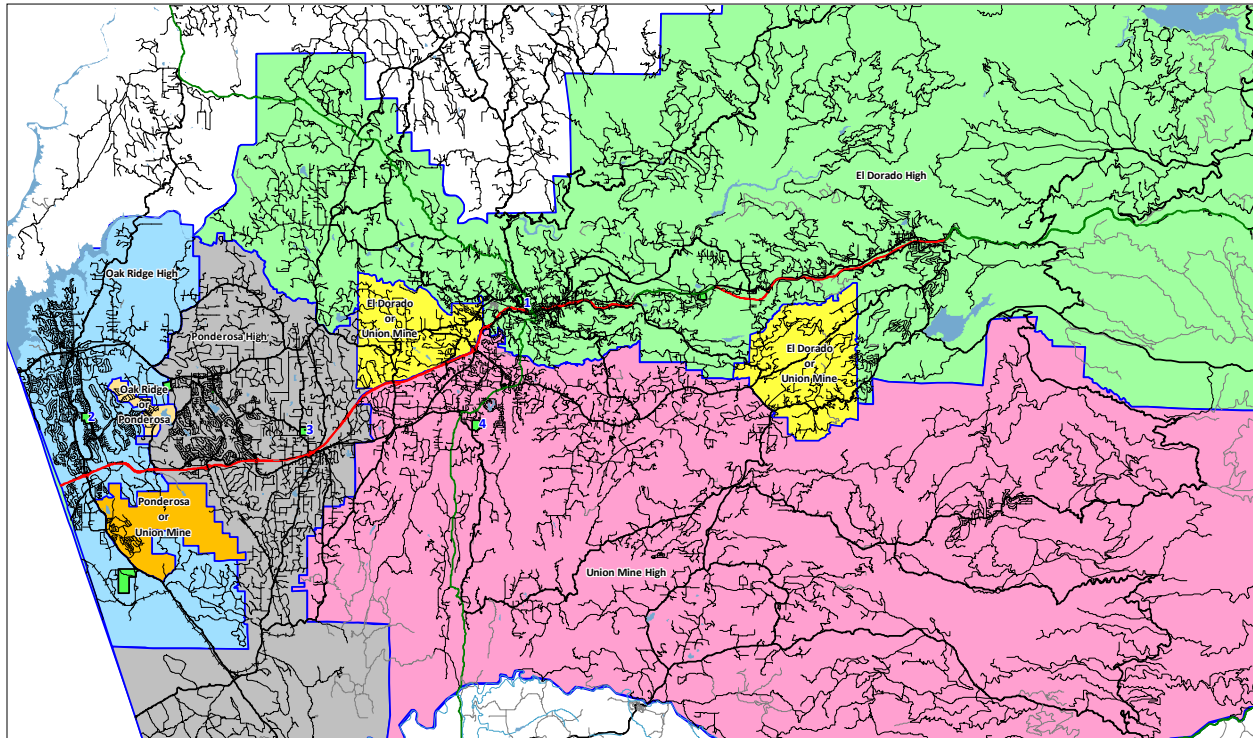 El Dorado High
Oak Ridge High
1
El Dorado
or
Union Mine
Ponderosa High
El Dorado
or
Union Mine
Oak Ridge
or
Ponderosa
2
3
4
Ponderosa
or
Union Mine
Union Mine High